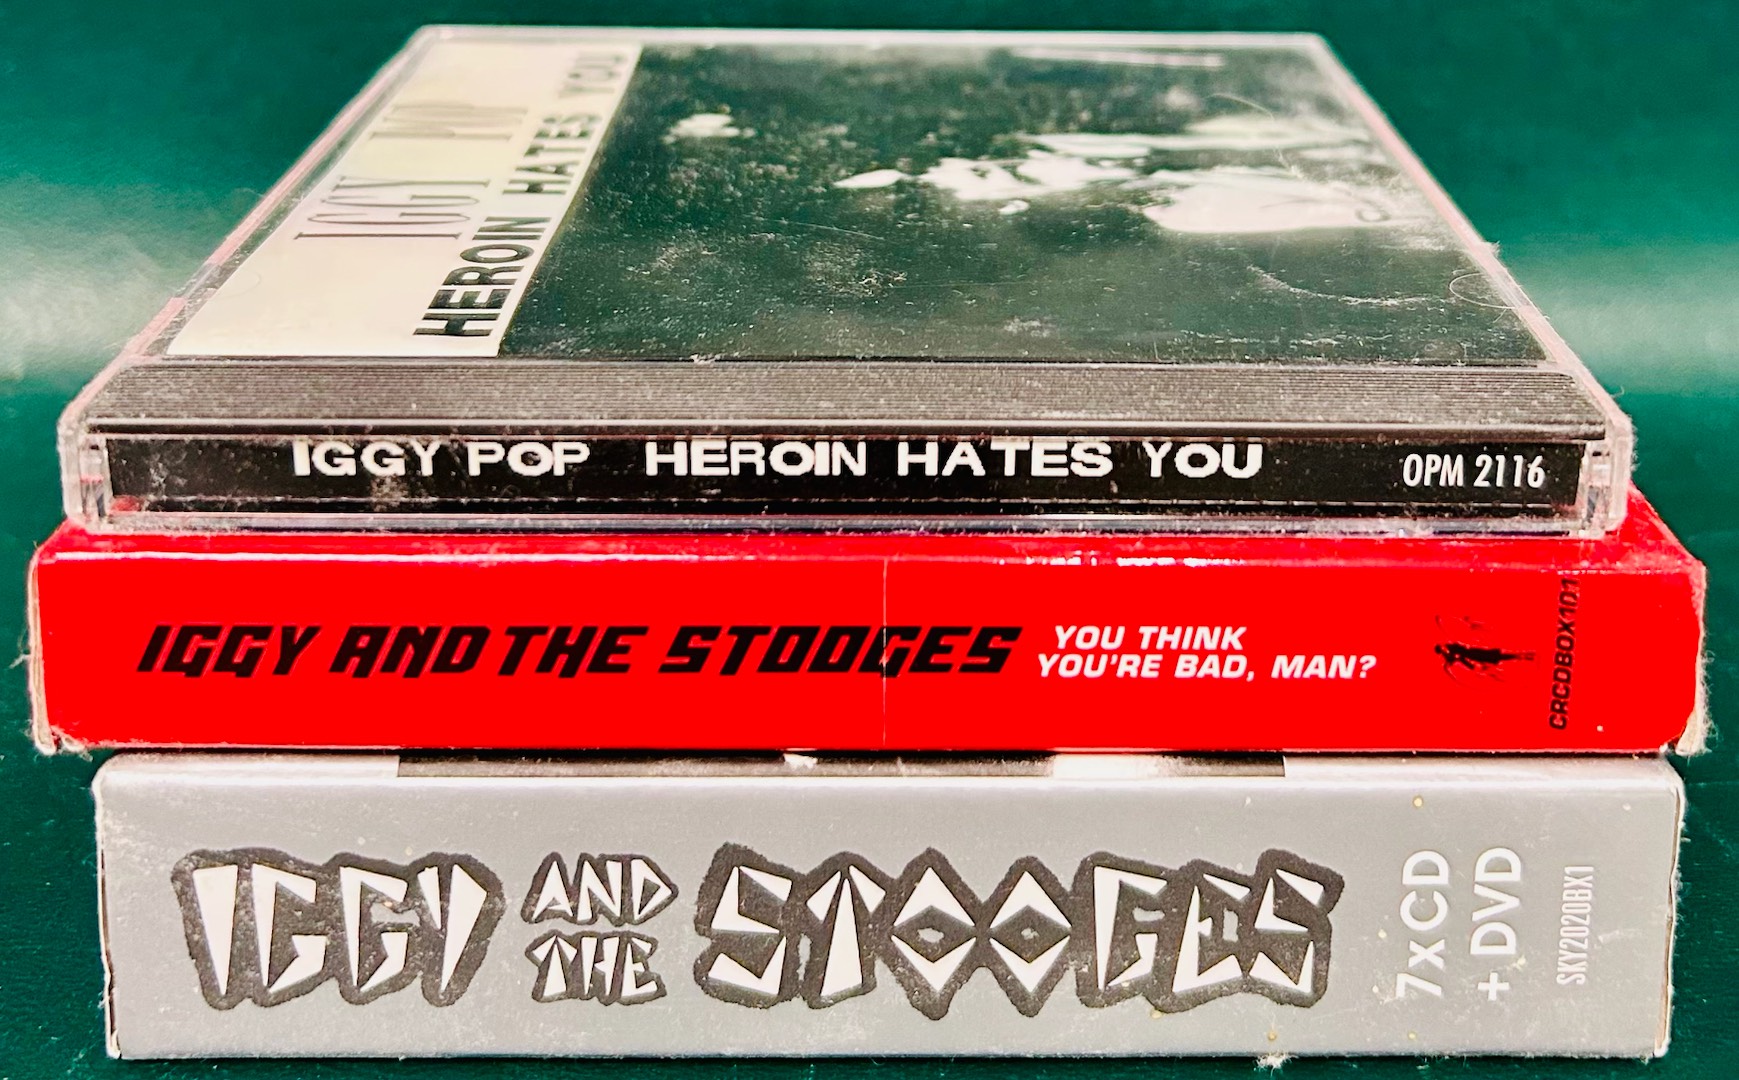 IGGY POP
HEROIN HATES YOU
IGGY POP HEROIN HATES YOU
OPM 2116
IGGY AND THE STOOGES
YOU THINK
YOU'RE BAD, MAN?
CRCDBOX101
IGGY AND THE STOOGES
7xCD
+ DVD
SKY2020BX1